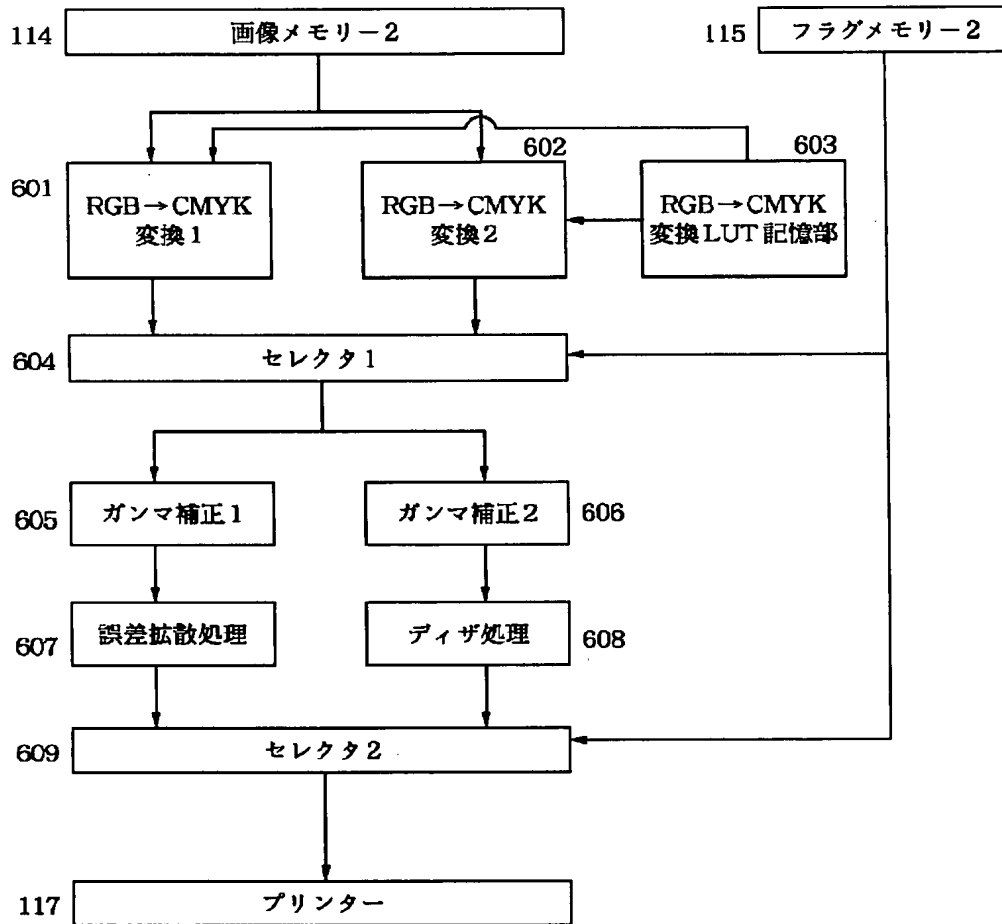 114
画像メモリー2
115
フラグメモリー2
601
RGB→CMYK
変換1
602
RGB→CMYK
変換2
603
RGB→CMYK
変換LUT記憶部
604
セレクタ1
605
ガンマ補正1
ガンマ補正2
606
607
誤差拡散処理
ディザ処理
608
609
セレクタ2
117
プリンター